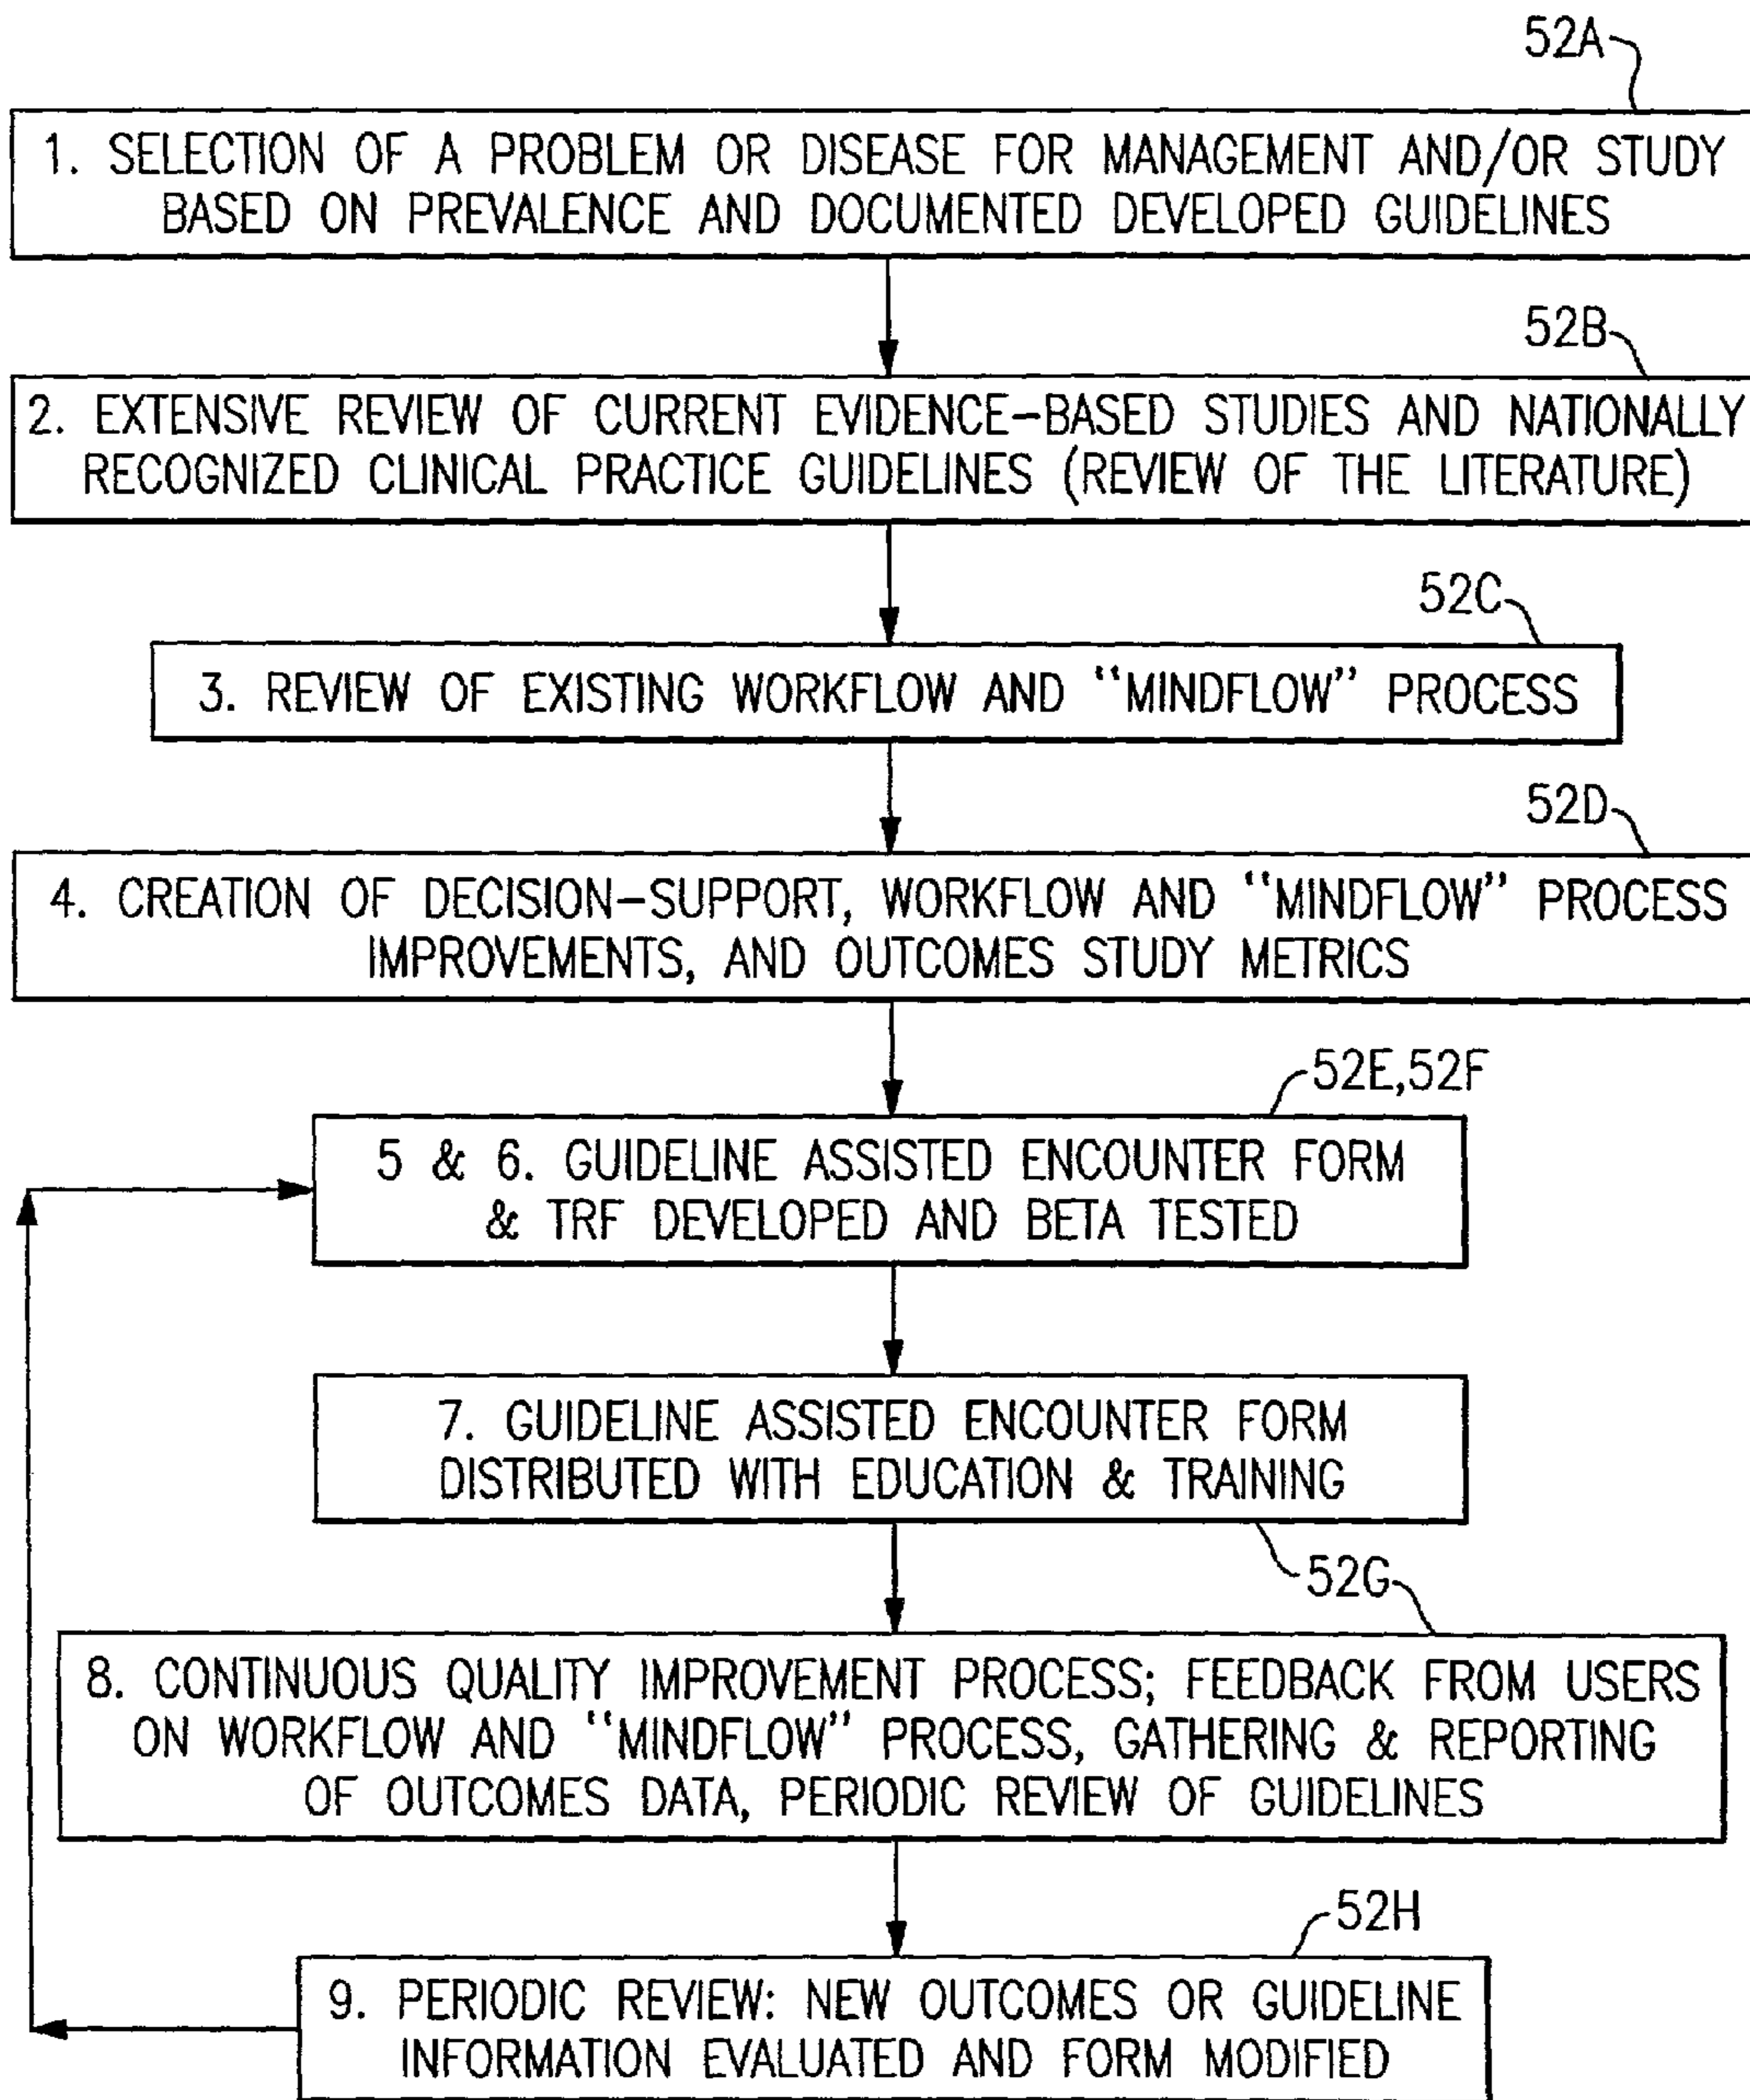 52A
1. SELECTION OF A PROBLEM OR DISEASE FOR MANAGEMENT AND/OR STUDY
BASED ON PREVALENCE AND DOCUMENTED DEVELOPED GUIDELINES
52B
2. EXTENSIVE REVIEW OF CURRENT EVIDENCE-BASED STUDIES AND NATIONALLY
RECOGNIZED CLINICAL PRACTICE GUIDELINES (REVIEW OF THE LITERATURE)
52C
3. REVIEW OF EXISTING WORKFLOW AND “MINDFLOW” PROCESS
52D
4. CREATION OF DECISION-SUPPORT, WORKFLOW AND “MINDFLOW” PROCESS
IMPROVEMENTS, AND OUTCOMES STUDY METRICS
52E,52F
5 & 6. GUIDELINE ASSISTED ENCOUNTER FORM
& TRF DEVELOPED AND BETA TESTED
7. GUIDELINE ASSISTED ENCOUNTER FORM
DISTRIBUTED WITH EDUCATION & TRAINING
52G
8. CONTINUOUS QUALITY IMPROVEMENT PROCESS; FEEDBACK FROM USERS
ON WORKFLOW AND “MINDFLOW” PROCESS, GATHERING & REPORTING
OF OUTCOMES DATA, PERIODIC REVIEW OF GUIDELINES
52H
9. PERIODIC REVIEW: NEW OUTCOMES OR GUIDELINE
INFORMATION EVALUATED AND FORM MODIFIED